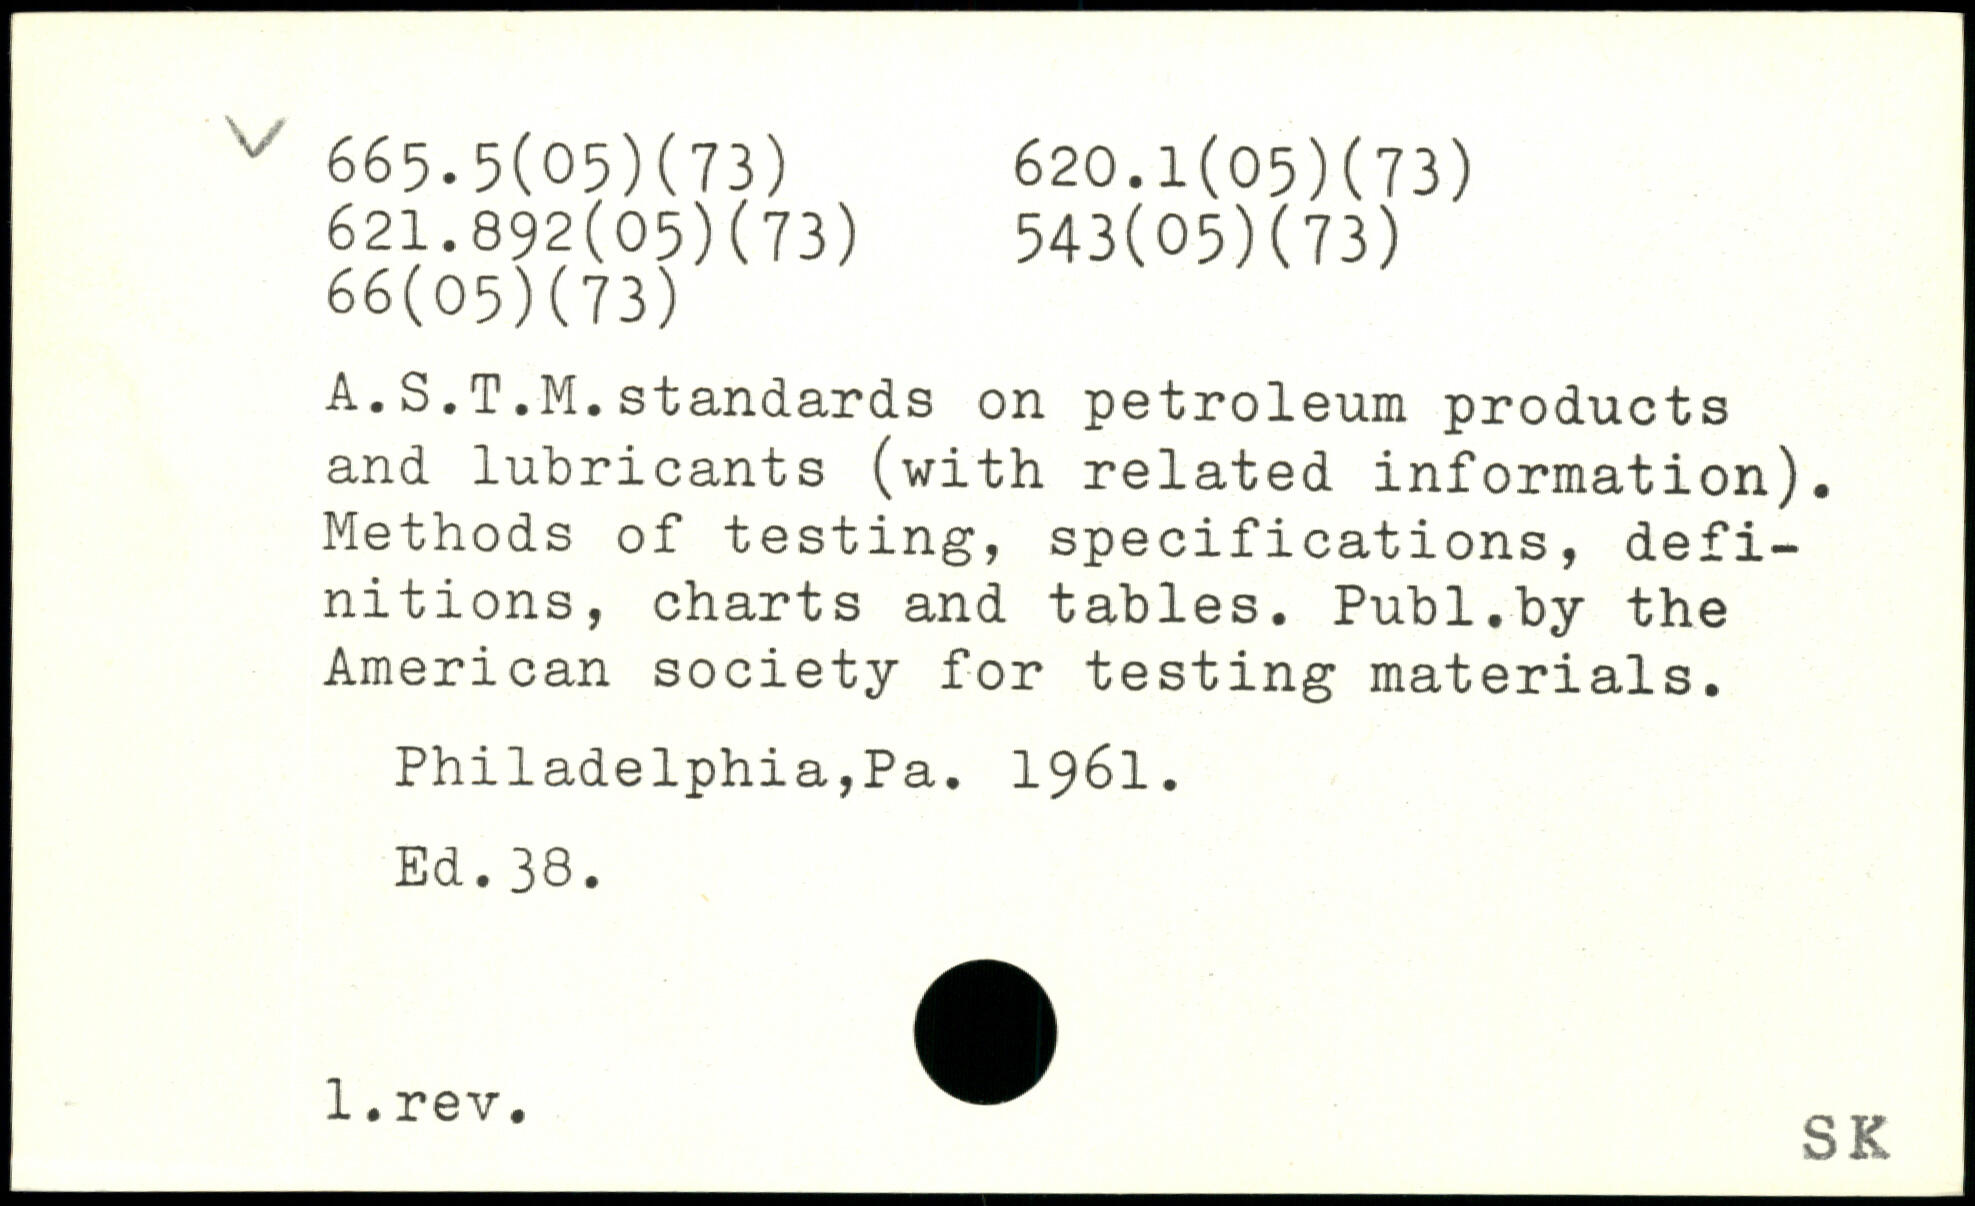 665.5(05)(73) 620.1(05)(73)
621.892(05)(73) 543(05)(73)
66(05)(73)
A.S.T.M.standards on petroleum products
and lubricants (with related information).
Methods of testing, specifications, defi-
nitions, charts and tables. Publ.by the
American society for testing materials.
Philadelphia,Pa. 1961.
Ed.38.
1.rev.
SK